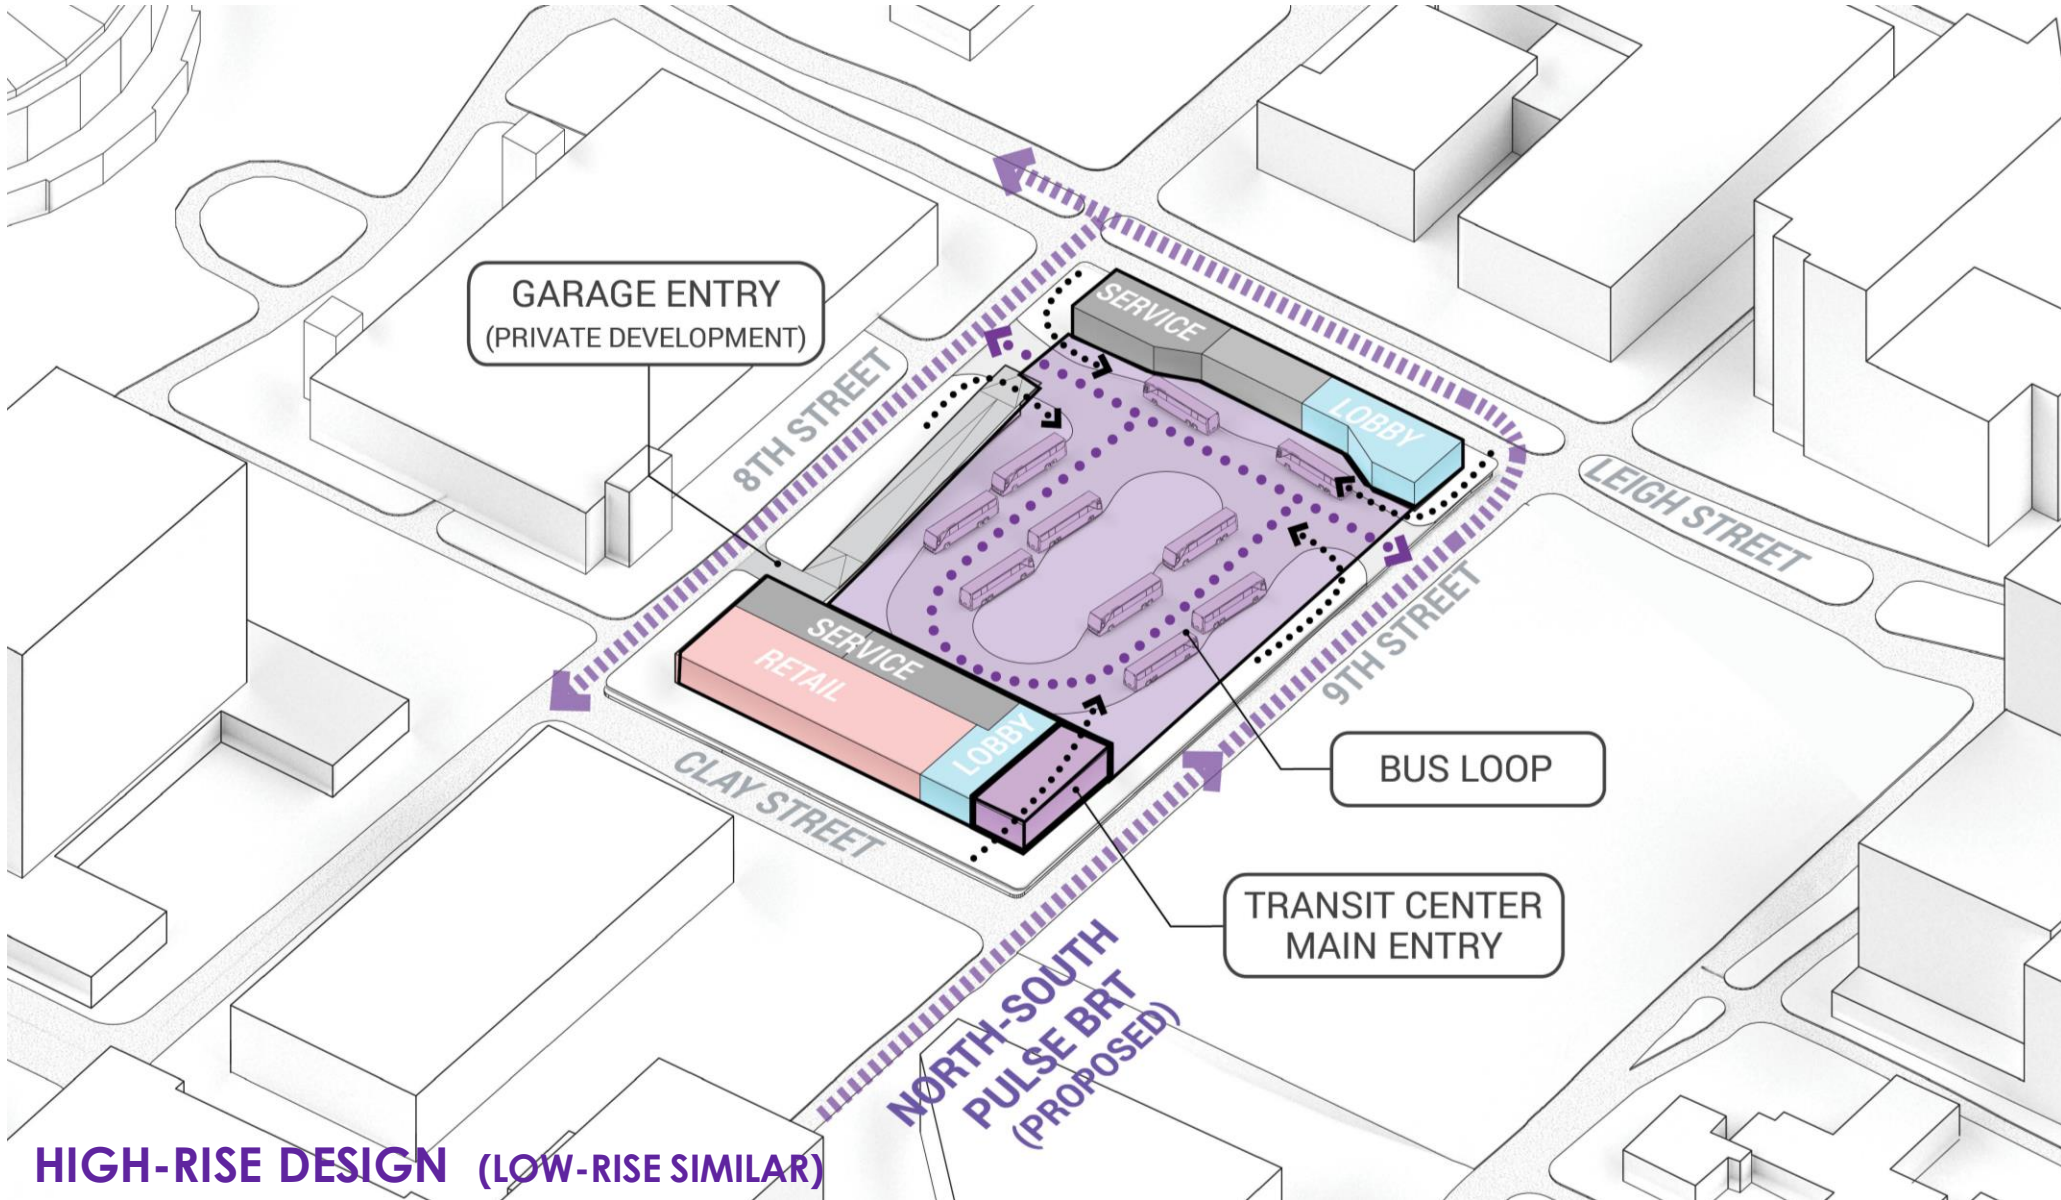 SERVICE
GARAGE ENTRY
(PRIVATE DEVELOPMENT)
LOBBY
8TH STREET
LEIGH STREET
SERVICE
RETAIL
9TH STREET
LOBBY
CLAY STREET
BUS LOOP
TRANSIT CENTER
MAIN ENTRY
NORTH-SOUTH
PULSE BRT
(PROPOSED)
HIGH-RISE DESIGN (LOW-RISE SIMILAR)